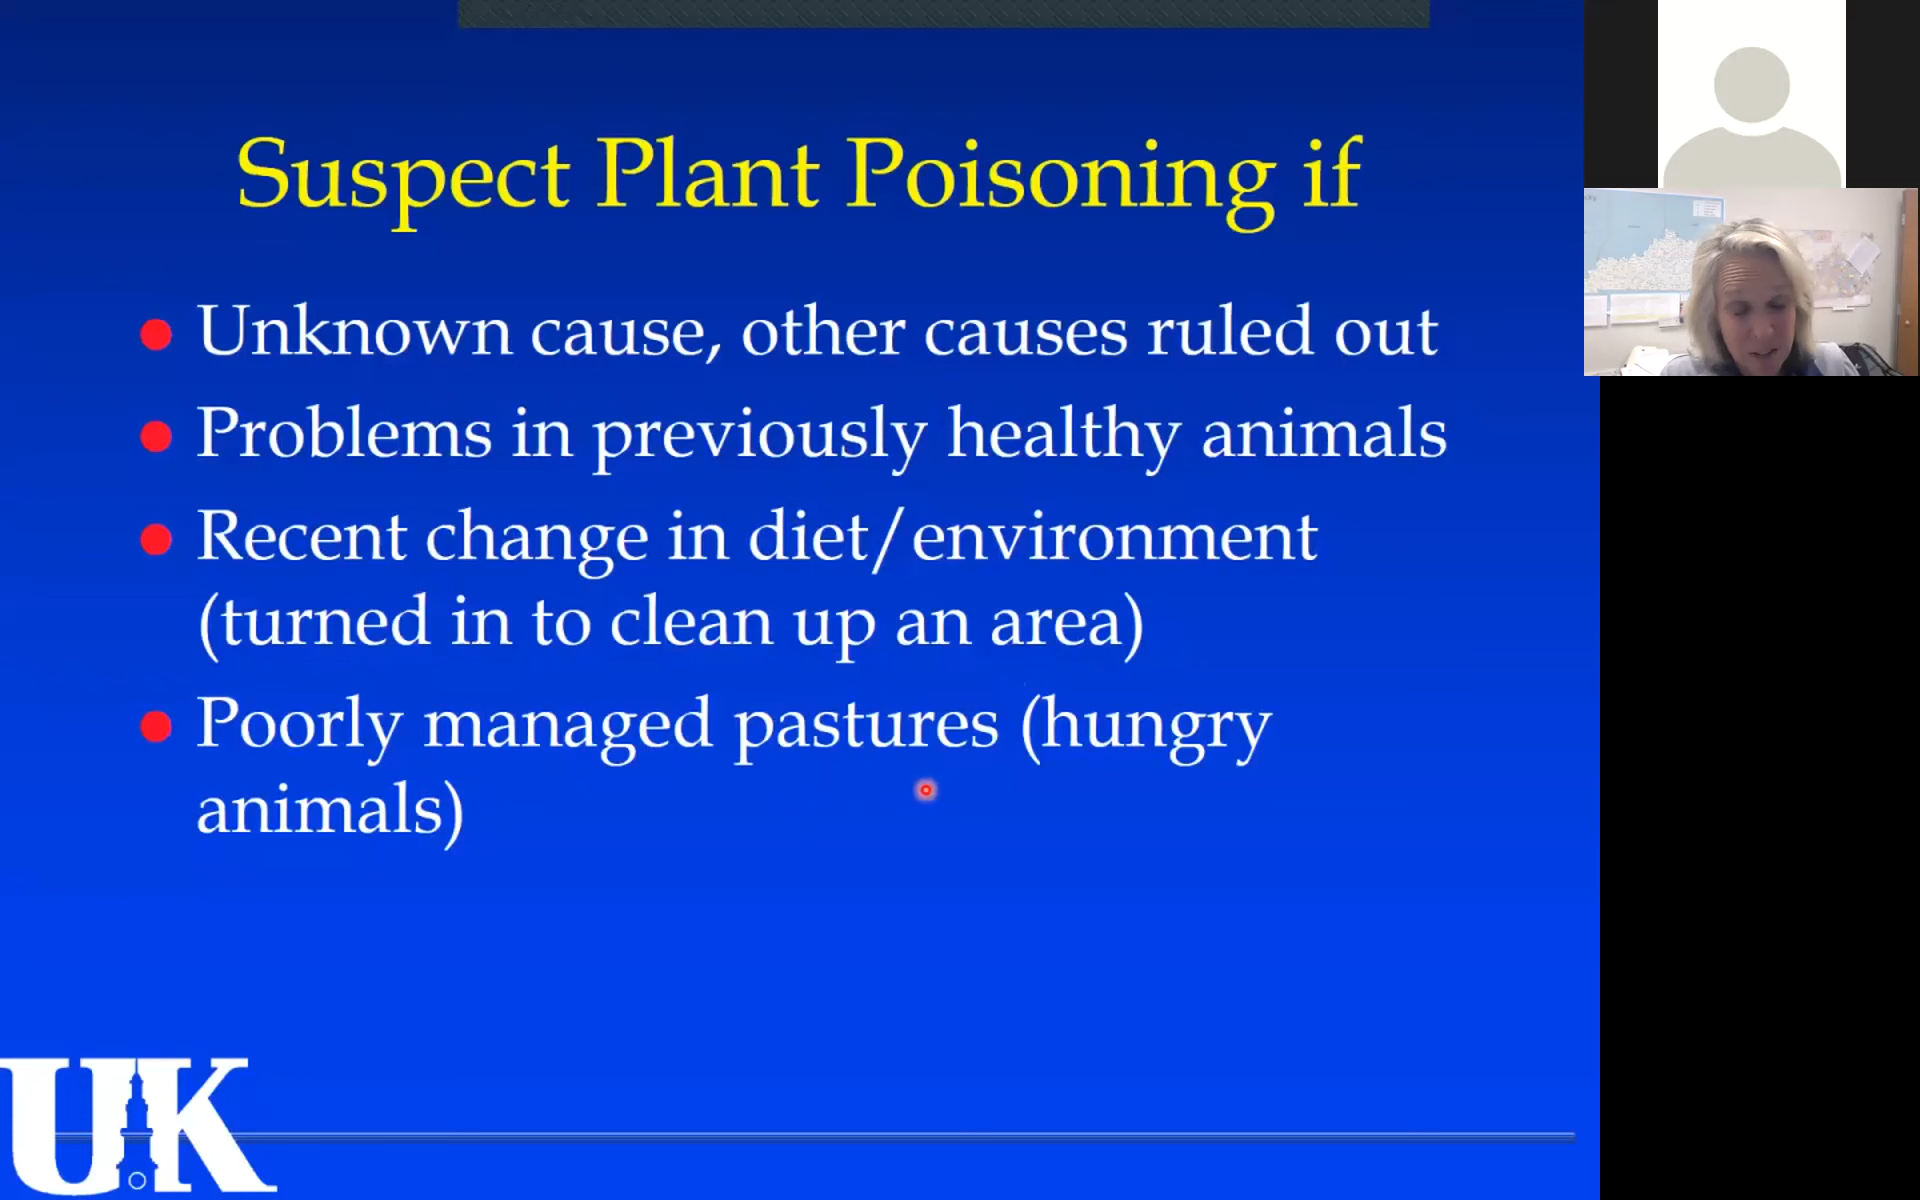 Suspect Plant Poisoning if
Unknown cause, other causes ruled out
Problems in previously healthy animals
Recent change in diet/environment
(turned in to clean up an area)
Poorly managed pastures (hungry
animals)
UK